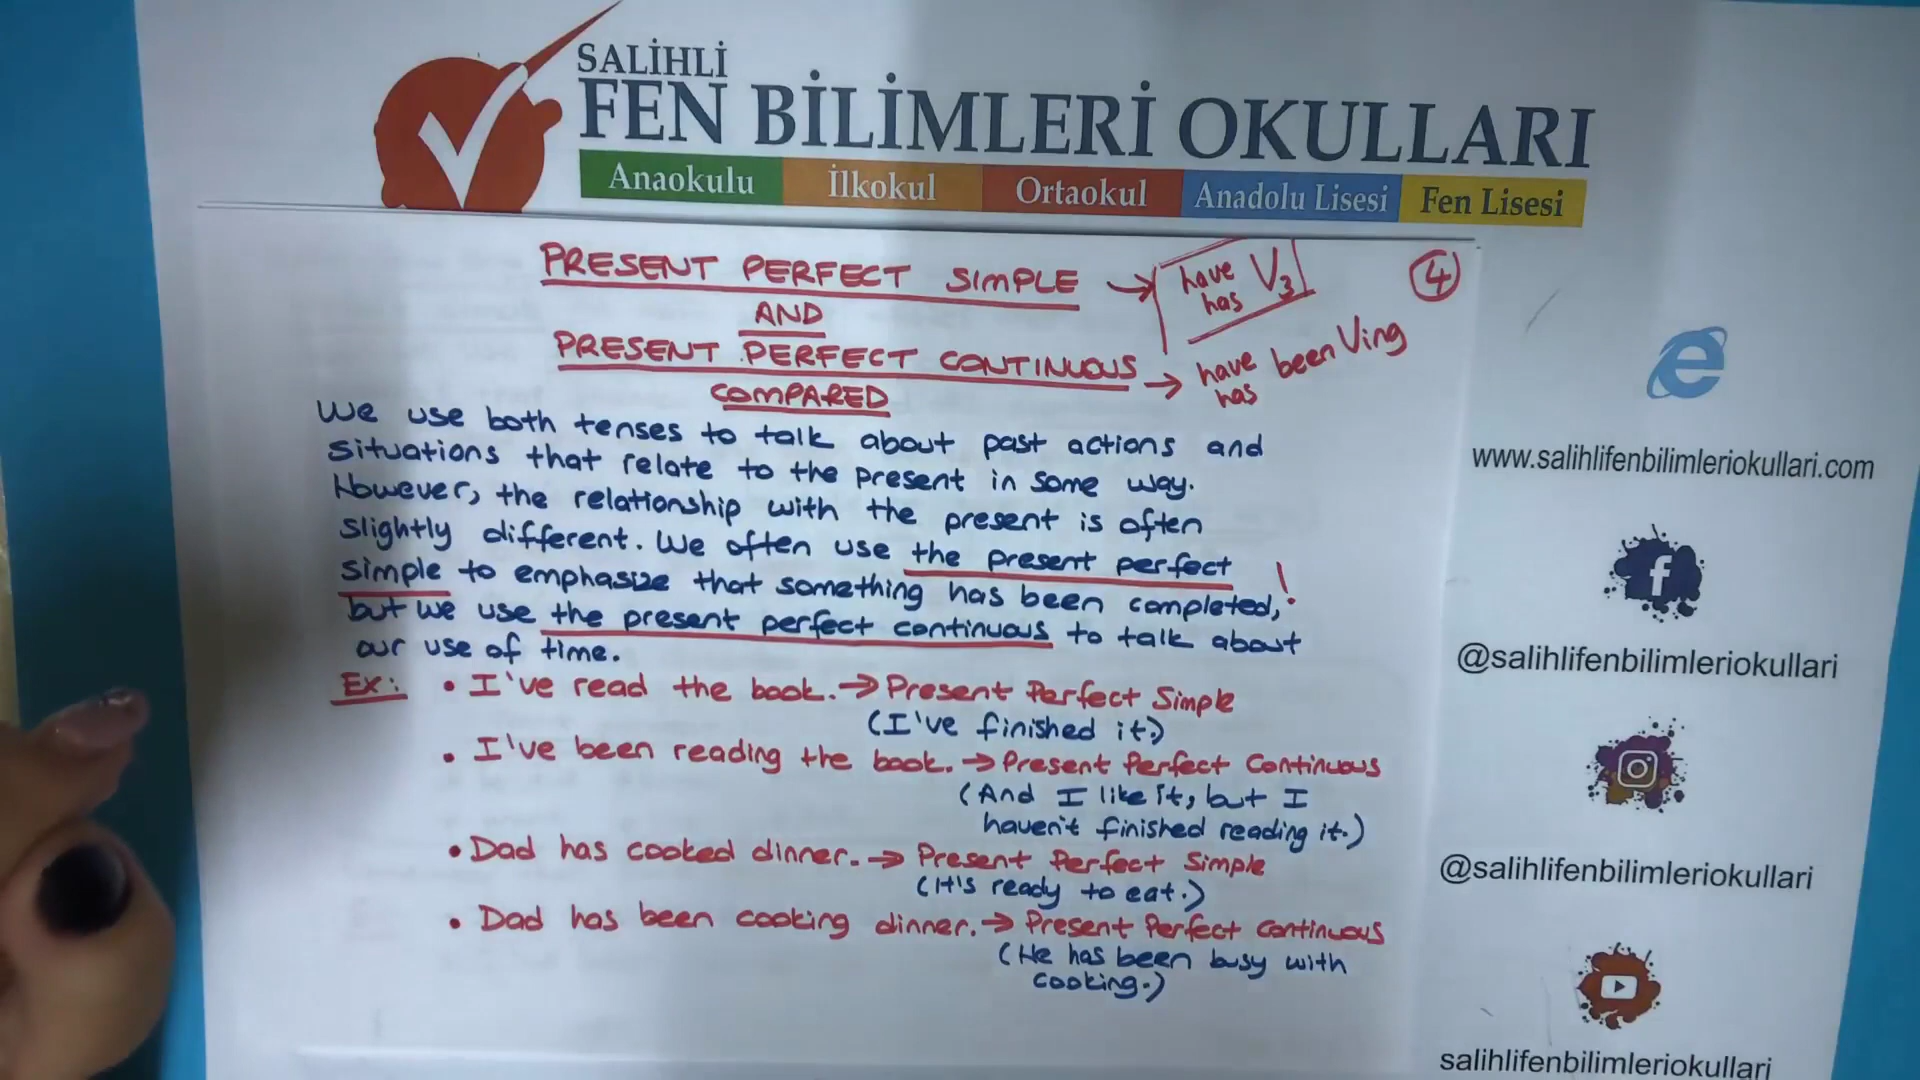 SALİHLİ
FEN BİLİMLERİ OKULLARI
Anaokulu İlkokul Ortaokul Anadolu Lisesi Fen Lisesi
PRESENT PERFECT SIMPLE → have has V3
④
AND
PRESENT PERFECT CONTINUOUS → have has been Ving
COMPARED
We use both tenses to talk about past actions and
situations that relate to the present in some way.
However, the relationship with the present is often
slightly different. We often use the present perfect
simple to emphasize that something has been completed, !
but we use the present perfect continuous to talk about
our use of time.
Ex: • I've read the book. → Present Perfect Simple
(I've finished it.)
• I've been reading the book. → Present Perfect Continuous
(And I like it, but I
haven't finished reading it.)
• Dad has cooked dinner. → Present Perfect Simple
(It's ready to eat.)
• Dad has been cooking dinner. → Present Perfect Continuous
(He has been busy with
cooking.)
www.salihlifenbilimleriokullari.com
@salihlifenbilimleriokullari
@salihlifenbilimleriokullari
salihlifenbilimleriokullari